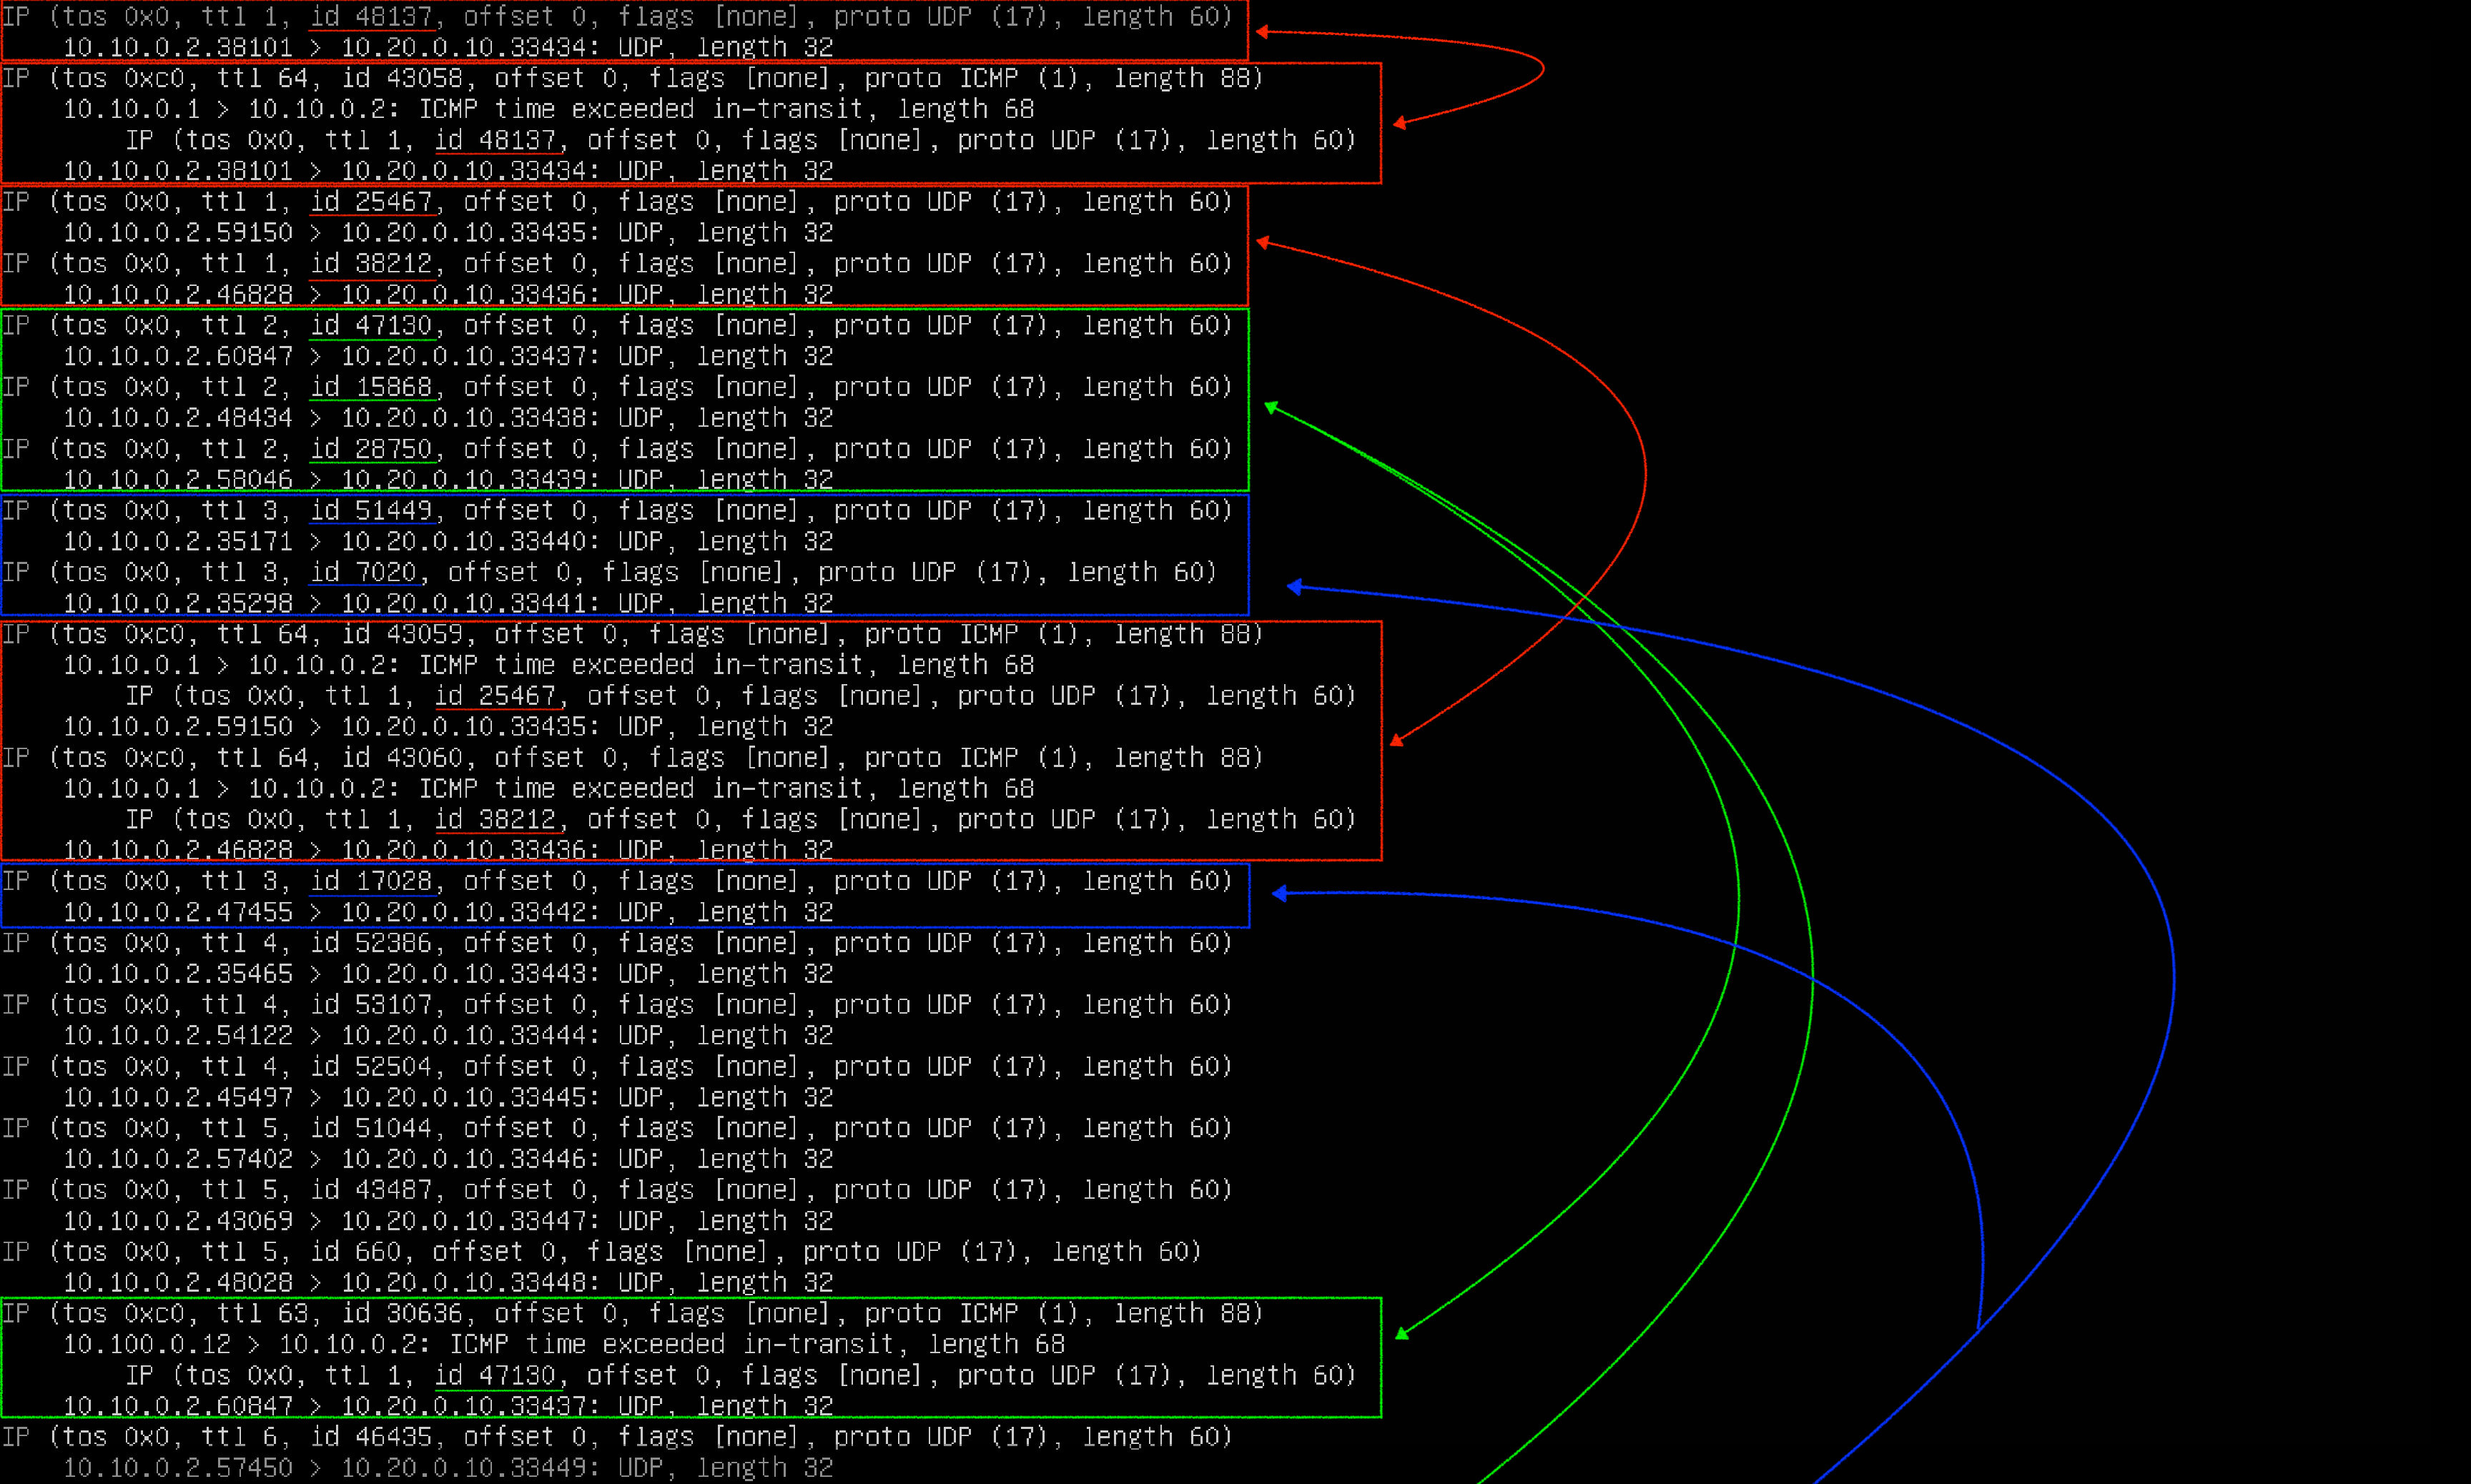 IP (tos 0x0, ttl 1, id 48137, offset 0, flags [none], proto UDP (17), length 60)
10.10.0.2.38101 > 10.20.0.10.33434: UDP, length 32
IP (tos 0xc0, ttl 64, id 43058, offset 0, flags [none], proto ICMP (1), length 88)
10.10.0.1 > 10.10.0.2: ICMP time exceeded in-transit, length 68
IP (tos 0x0, ttl 1, id 48137, offset 0, flags [none], proto UDP (17), length 60)
10.10.0.2.38101 > 10.20.0.10.33434: UDP, length 32
IP (tos 0x0, ttl 1, id 25467, offset 0, flags [none], proto UDP (17), length 60)
10.10.0.2.59150 > 10.20.0.10.33435: UDP, length 32
IP (tos 0x0, ttl 1, id 38212, offset 0, flags [none], proto UDP (17), length 60)
10.10.0.2.46828 > 10.20.0.10.33436: UDP, length 32
IP (tos 0x0, ttl 2, id 47130, offset 0, flags [none], proto UDP (17), length 60)
10.10.0.2.60847 > 10.20.0.10.33437: UDP, length 32
IP (tos 0x0, ttl 2, id 15868, offset 0, flags [none], proto UDP (17), length 60)
10.10.0.2.48434 > 10.20.0.10.33438: UDP, length 32
IP (tos 0x0, ttl 2, id 28750, offset 0, flags [none], proto UDP (17), length 60)
10.10.0.2.58046 > 10.20.0.10.33439: UDP, length 32
IP (tos 0x0, ttl 3, id 51449, offset 0, flags [none], proto UDP (17), length 60)
10.10.0.2.35171 > 10.20.0.10.33440: UDP, length 32
IP (tos 0x0, ttl 3, id 7020, offset 0, flags [none], proto UDP (17), length 60)
10.10.0.2.35298 > 10.20.0.10.33441: UDP, length 32
IP (tos 0xc0, ttl 64, id 43059, offset 0, flags [none], proto ICMP (1), length 88)
10.10.0.1 > 10.10.0.2: ICMP time exceeded in-transit, length 68
IP (tos 0x0, ttl 1, id 25467, offset 0, flags [none], proto UDP (17), length 60)
10.10.0.2.59150 > 10.20.0.10.33435: UDP, length 32
IP (tos 0xc0, ttl 64, id 43060, offset 0, flags [none], proto ICMP (1), length 88)
10.10.0.1 > 10.10.0.2: ICMP time exceeded in-transit, length 68
IP (tos 0x0, ttl 1, id 38212, offset 0, flags [none], proto UDP (17), length 60)
10.10.0.2.46828 > 10.20.0.10.33436: UDP, length 32
IP (tos 0x0, ttl 3, id 17028, offset 0, flags [none], proto UDP (17), length 60)
10.10.0.2.47455 > 10.20.0.10.33442: UDP, length 32
IP (tos 0x0, ttl 4, id 52386, offset 0, flags [none], proto UDP (17), length 60)
10.10.0.2.35465 > 10.20.0.10.33443: UDP, length 32
IP (tos 0x0, ttl 4, id 53107, offset 0, flags [none], proto UDP (17), length 60)
10.10.0.2.54122 > 10.20.0.10.33444: UDP, length 32
IP (tos 0x0, ttl 4, id 52504, offset 0, flags [none], proto UDP (17), length 60)
10.10.0.2.45497 > 10.20.0.10.33445: UDP, length 32
IP (tos 0x0, ttl 5, id 51044, offset 0, flags [none], proto UDP (17), length 60)
10.10.0.2.57402 > 10.20.0.10.33446: UDP, length 32
IP (tos 0x0, ttl 5, id 43487, offset 0, flags [none], proto UDP (17), length 60)
10.10.0.2.43069 > 10.20.0.10.33447: UDP, length 32
IP (tos 0x0, ttl 5, id 660, offset 0, flags [none], proto UDP (17), length 60)
10.10.0.2.48028 > 10.20.0.10.33448: UDP, length 32
IP (tos 0xc0, ttl 63, id 30636, offset 0, flags [none], proto ICMP (1), length 88)
10.100.0.12 > 10.10.0.2: ICMP time exceeded in-transit, length 68
IP (tos 0x0, ttl 1, id 47130, offset 0, flags [none], proto UDP (17), length 60)
10.10.0.2.60847 > 10.20.0.10.33437: UDP, length 32
IP (tos 0x0, ttl 6, id 46435, offset 0, flags [none], proto UDP (17), length 60)
10.10.0.2.57450 > 10.20.0.10.33449: UDP, length 32